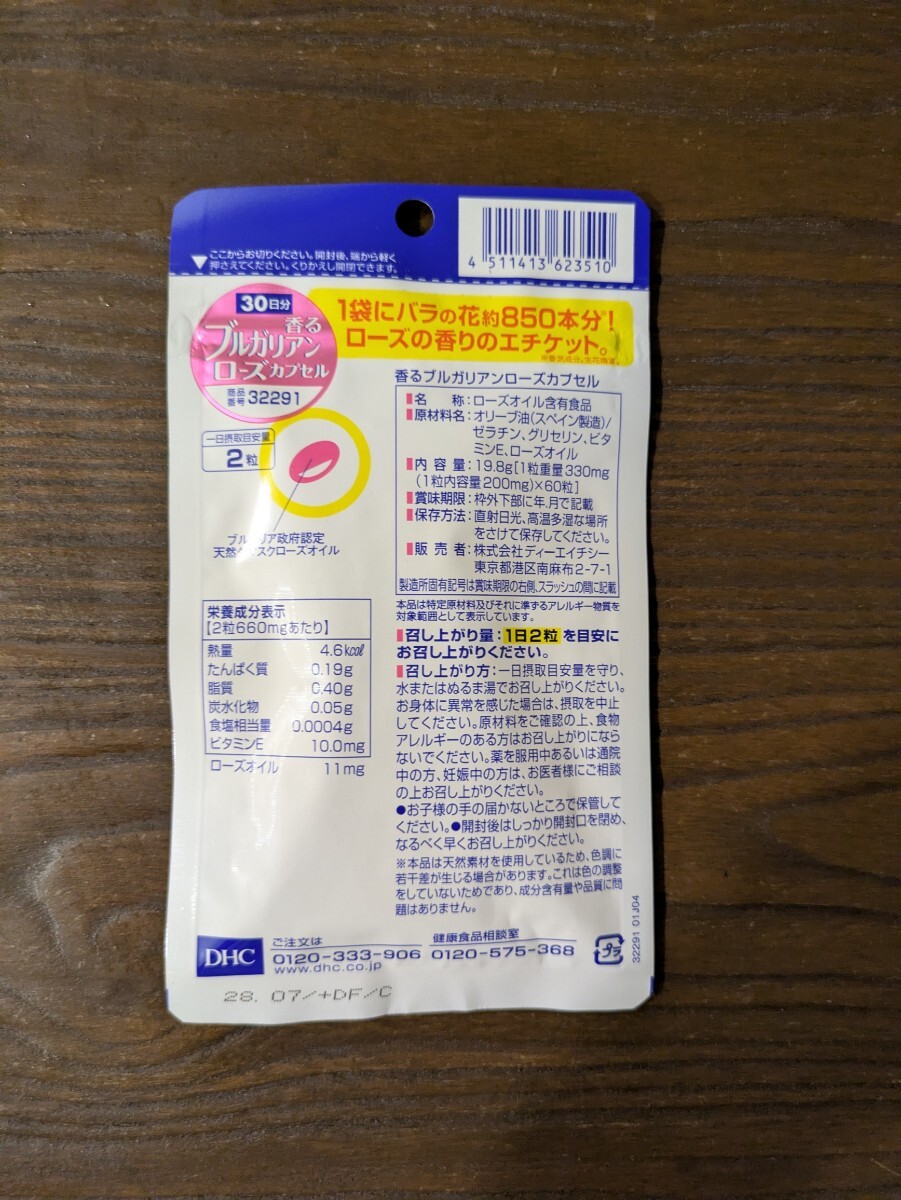 ▼ここからお切りください。開封後、端から軽く
押さえてください。くりかえし開閉できます。
4 511413 623510
30日分
香る
ブルガリアン
ローズカプセル
商品番号 32291
1袋にバラの花約850本分!
ローズの香りのエチケット。
一日摂取目安量
2粒
ブルガリア政府認定
天然ダマスクローズオイル
香るブルガリアンローズカプセル
名称:ローズオイル含有食品
原材料名:オリーブ油(スペイン製造)/
ゼラチン、グリセリン、ビタ
ミンE、ローズオイル
内容量:19.8g[1粒重量330mg
(1粒内容量200mg)×60粒]
賞味期限:枠外下部に年、月で記載
保存方法:直射日光、高温多湿な場所
をさけて保存してください。
販売者:株式会社ディーエイチシー
東京都港区南麻布2-7-1
製造所固有記号は賞味期限の右側、スラッシュの間に記載
本品は特定原材料及びそれに準ずるアレルギー物質を
対象範囲として表示しています。
栄養成分表示
【2粒660mgあたり】
熱量 4.6kcal
たんぱく質 0.19g
脂質 0.40g
炭水化物 0.05g
食塩相当量 0.0004g
ビタミンE 10.0mg
ローズオイル 11mg
召し上がり量:1日2粒を目安に
お召し上がりください。
召し上がり方:一日摂取目安量を守り、
水またはぬるま湯でお召し上がりください。
お身体に異常を感じた場合は、摂取を中止
してください。原材料をご確認の上、食物
アレルギーのある方はお召し上がりになら
ないでください。薬を服用中あるいは通院
中の方、妊娠中の方は、お医者様にご相談
の上お召し上がりください。
●お子様の手の届かないところで保管して
ください。●開封後はしっかり開封口を閉め、
なるべく早くお召し上がりください。
※本品は天然素材を使用しているため、色調に
若干差が生じる場合があります。これは色の調整
をしていないためであり、成分含有量や品質に問
題はありません。
DHC
ご注文は
0120-333-906
www.dhc.co.jp
健康食品相談室
0120-575-368
プラ
32291 01J04
28. 07/+DF/C